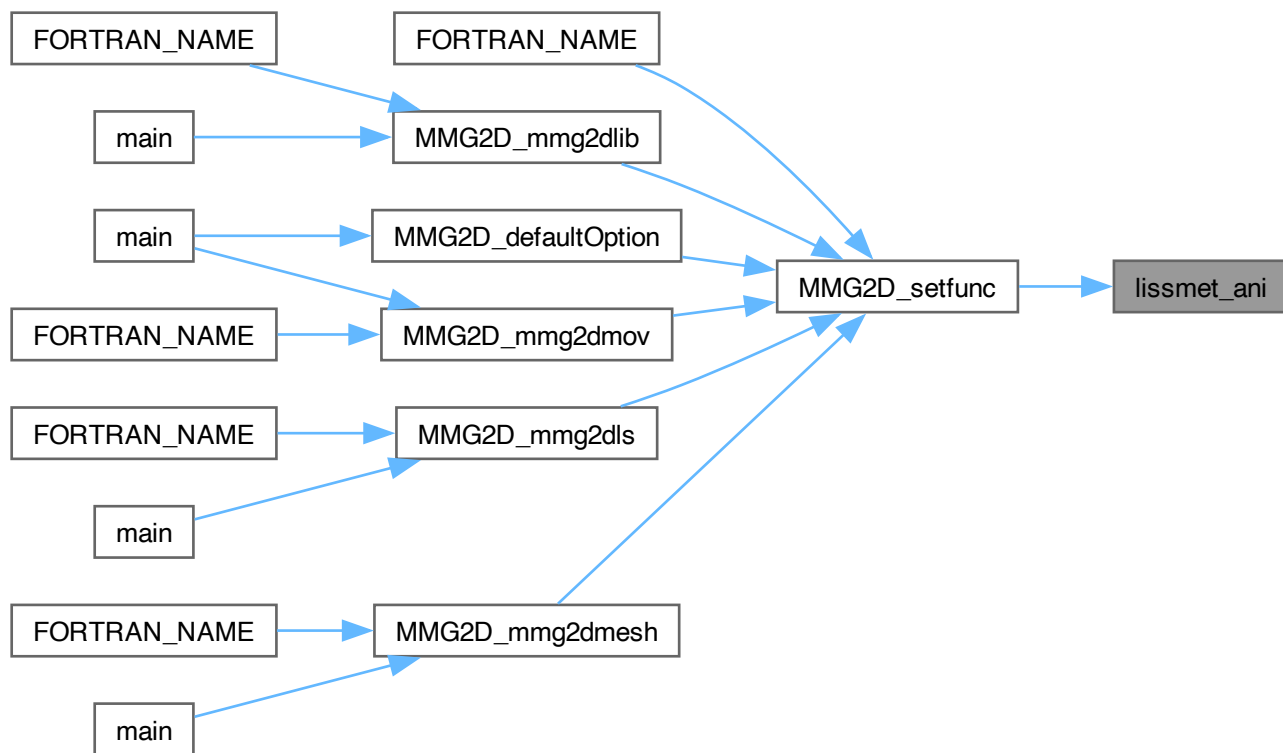 FORTRAN_NAME
FORTRAN_NAME
main
MMG2D_mmg2dlib
main
MMG2D_defaultOption
MMG2D_setfunc
lissmet_ani
FORTRAN_NAME
MMG2D_mmg2dmov
FORTRAN_NAME
MMG2D_mmg2dls
main
FORTRAN_NAME
MMG2D_mmg2dmesh
main